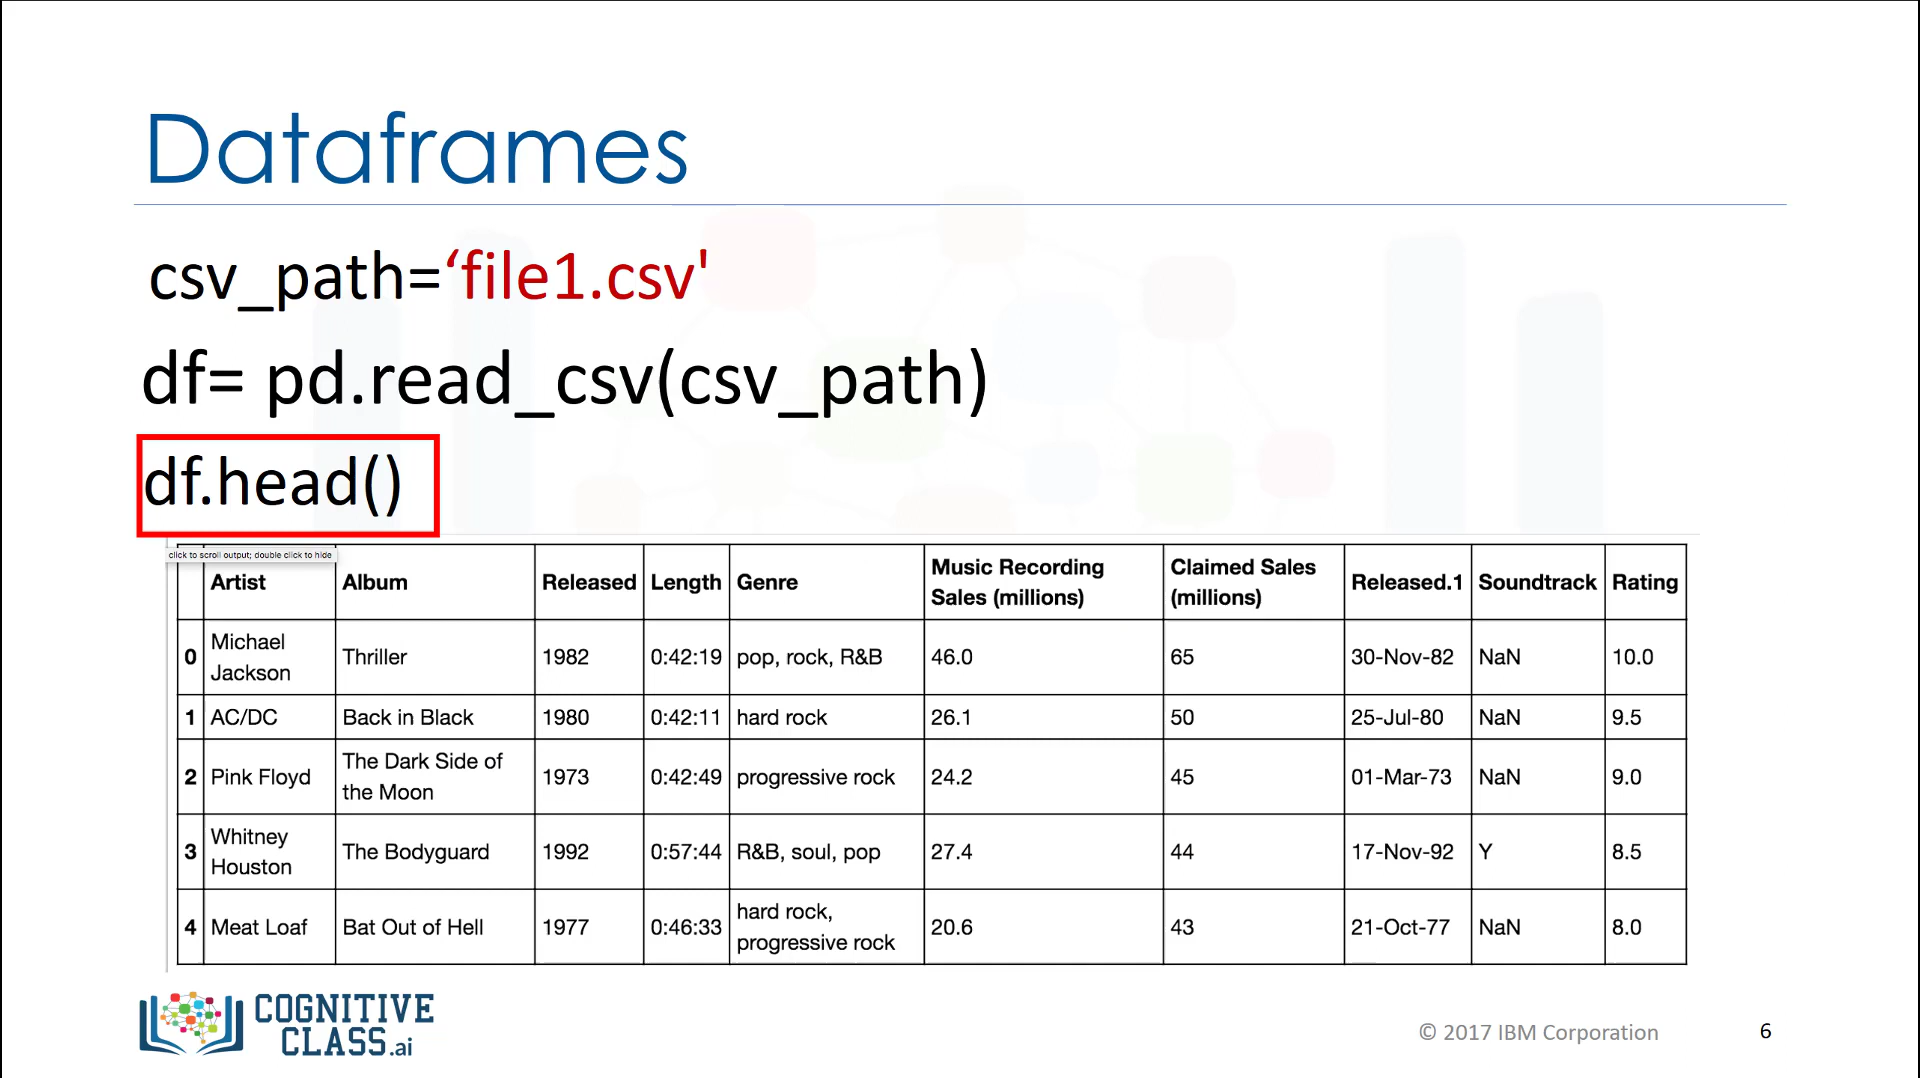 Dataframes
csv_path=‘file1.csv'
df= pd.read_csv(csv_path)
df.head()
click to scroll output; double click to hide
Artist Album Released Length Genre Music Recording Sales (millions) Claimed Sales (millions) Released.1 Soundtrack Rating
0 Michael Jackson Thriller 1982 0:42:19 pop, rock, R&B 46.0 65 30-Nov-82 NaN 10.0
1 AC/DC Back in Black 1980 0:42:11 hard rock 26.1 50 25-Jul-80 NaN 9.5
2 Pink Floyd The Dark Side of the Moon 1973 0:42:49 progressive rock 24.2 45 01-Mar-73 NaN 9.0
3 Whitney Houston The Bodyguard 1992 0:57:44 R&B, soul, pop 27.4 44 17-Nov-92 Y 8.5
4 Meat Loaf Bat Out of Hell 1977 0:46:33 hard rock, progressive rock 20.6 43 21-Oct-77 NaN 8.0
COGNITIVE
CLASS.ai
© 2017 IBM Corporation
6